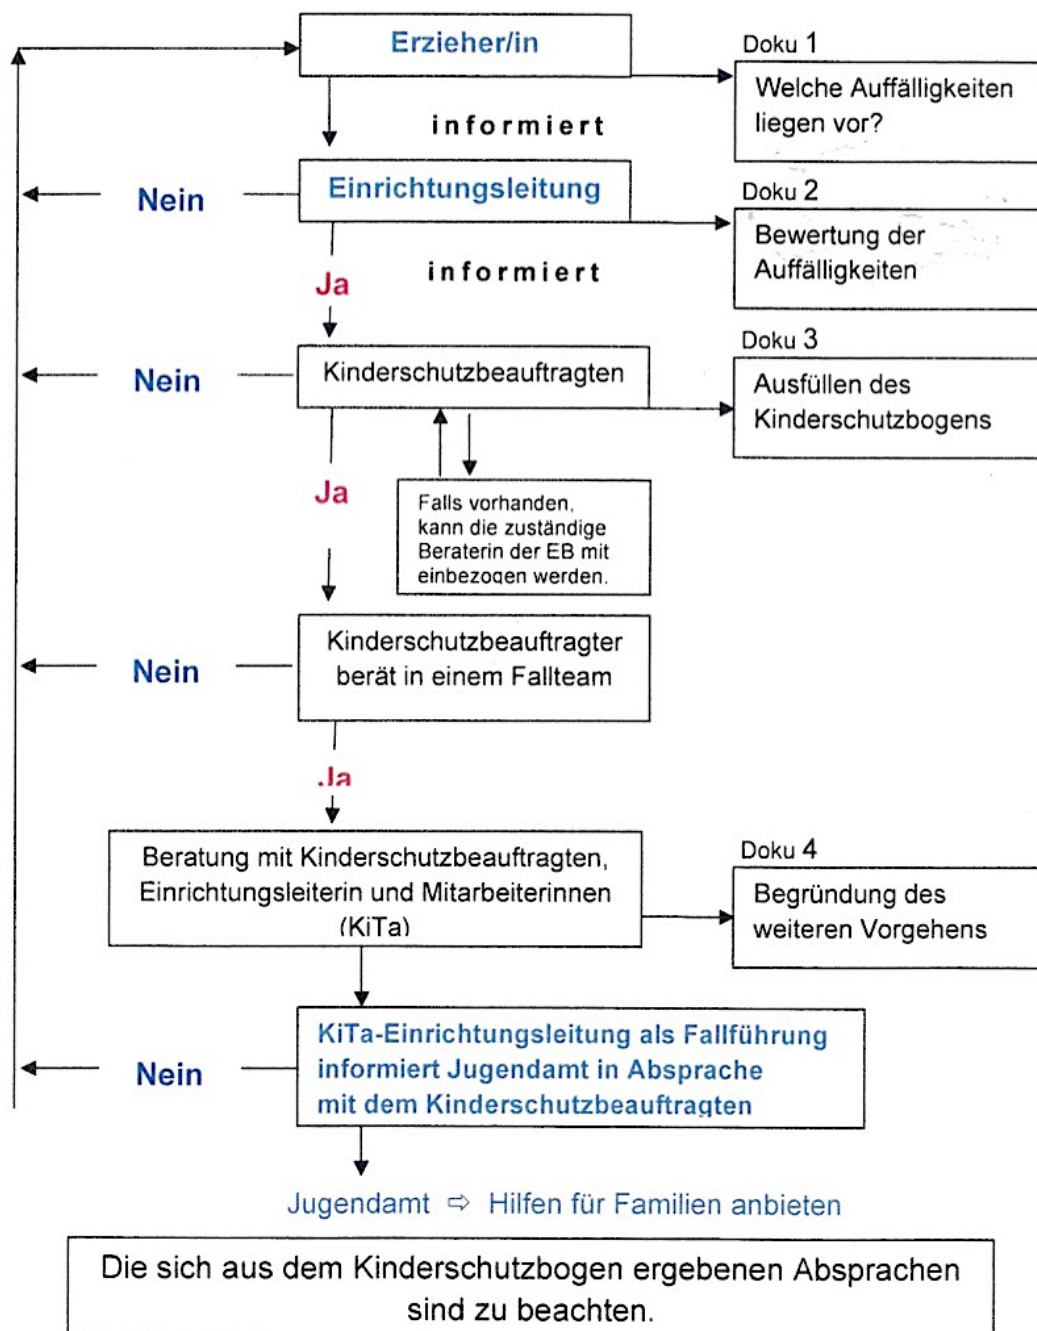 Erzieher/in
Doku 1
Welche Auffälligkeiten
liegen vor?
informiert
Einrichtungsleitung
Nein
Doku 2
Bewertung der
Auffälligkeiten
informiert
Ja
Doku 3
Kinderschutzbeauftragten
Nein
Ausfüllen des
Kinderschutzbogens
Ja
Falls vorhanden,
kann die zuständige
Beraterin der EB mit
einbezogen werden.
Kinderschutzbeauftragter
berät in einem Fallteam
Nein
Ja
Beratung mit Kinderschutzbeauftragten,
Einrichtungsleiterin und Mitarbeiterinnen
(KiTa)
Doku 4
Begründung des
weiteren Vorgehens
KiTa-Einrichtungsleitung als Fallführung
informiert Jugendamt in Absprache
mit dem Kinderschutzbeauftragten
Nein
Jugendamt ⇨ Hilfen für Familien anbieten
Die sich aus dem Kinderschutzbogen ergebenen Absprachen
sind zu beachten.